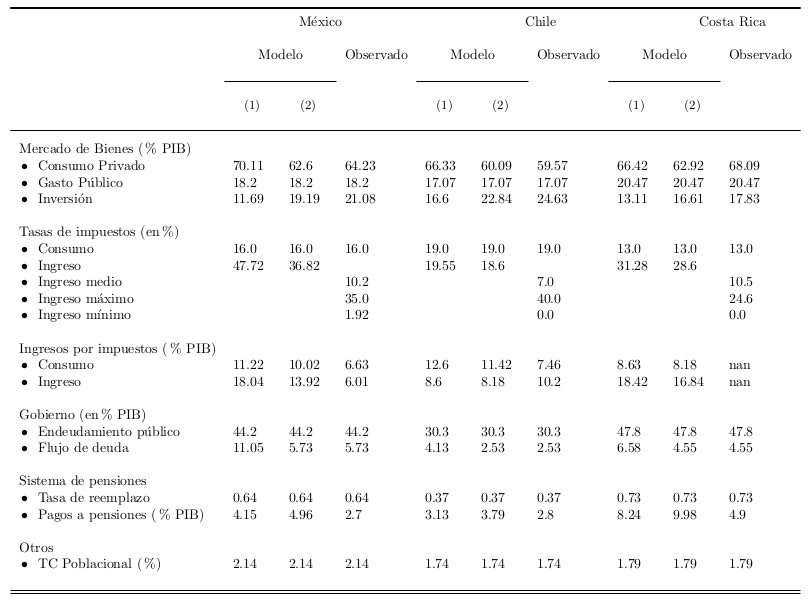 México Chile Costa Rica
Modelo Observado Modelo Observado Modelo Observado
(1) (2) (1) (2) (1) (2)
Mercado de Bienes (% PIB)
• Consumo Privado 70.11 62.6 64.23 66.33 60.09 59.57 66.42 62.92 68.09
• Gasto Público 18.2 18.2 18.2 17.07 17.07 17.07 20.47 20.47 20.47
• Inversión 11.69 19.19 21.08 16.6 22.84 24.63 13.11 16.61 17.83
Tasas de impuestos (en %)
• Consumo 16.0 16.0 16.0 19.0 19.0 19.0 13.0 13.0 13.0
• Ingreso 47.72 36.82 19.55 18.6 31.28 28.6
• Ingreso medio 10.2 7.0 10.5
• Ingreso máximo 35.0 40.0 24.6
• Ingreso mínimo 1.92 0.0 0.0
Ingresos por impuestos (% PIB)
• Consumo 11.22 10.02 6.63 12.6 11.42 7.46 8.63 8.18 nan
• Ingreso 18.04 13.92 6.01 8.6 8.18 10.2 18.42 16.84 nan
Gobierno (en % PIB)
• Endeudamiento público 44.2 44.2 44.2 30.3 30.3 30.3 47.8 47.8 47.8
• Flujo de deuda 11.05 5.73 5.73 4.13 2.53 2.53 6.58 4.55 4.55
Sistema de pensiones
• Tasa de reemplazo 0.64 0.64 0.64 0.37 0.37 0.37 0.73 0.73 0.73
• Pagos a pensiones (% PIB) 4.15 4.96 2.7 3.13 3.79 2.8 8.24 9.98 4.9
Otros
• TC Poblacional (%) 2.14 2.14 2.14 1.74 1.74 1.74 1.79 1.79 1.79